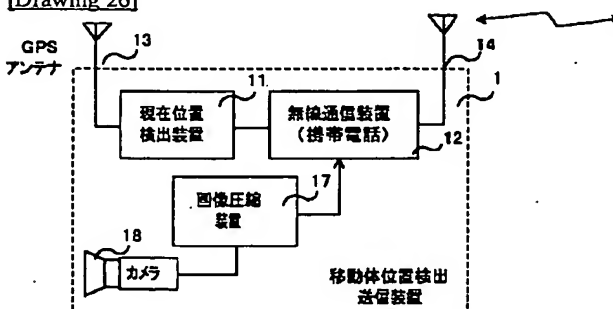 [Drawing 26]
GPS
アンテナ
13
14
11
1
現在位置
検出装置
無線通信装置
(携帯電話)
12
17
画像圧縮
装置
18
カメラ
移動体位置検出
送信装置